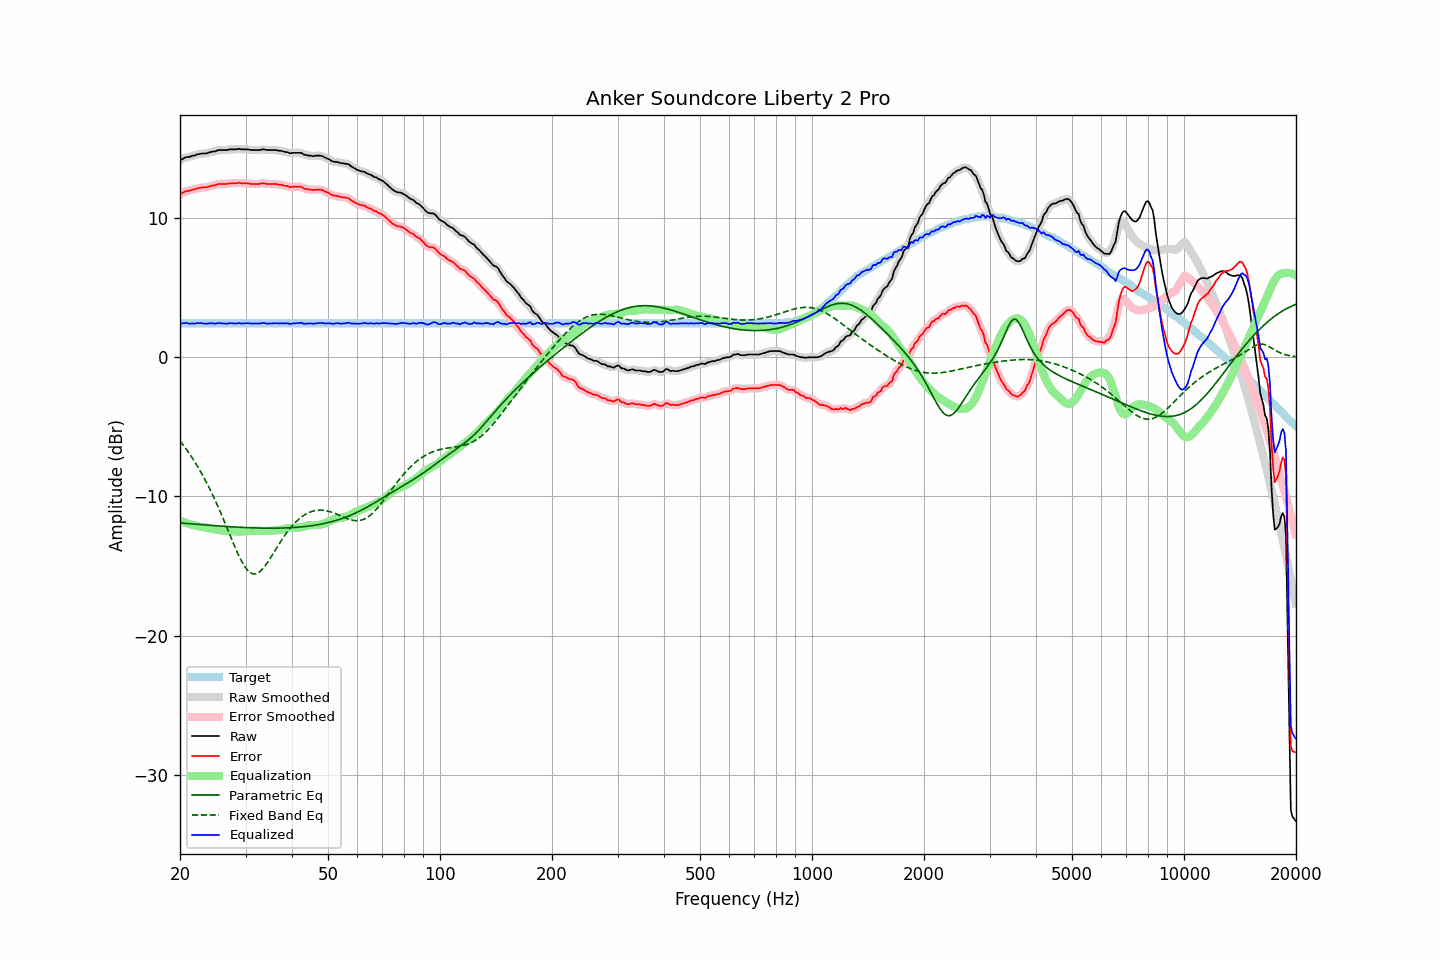 Anker Soundcore Liberty 2 Pro
Amplitude (dBr)
10
0
−10
−20
−30
Target
Raw Smoothed
Error Smoothed
Raw
Error
Equalization
Parametric Eq
Fixed Band Eq
Equalized
20 50 100 200 500 1000 2000 5000 10000 20000
Frequency (Hz)